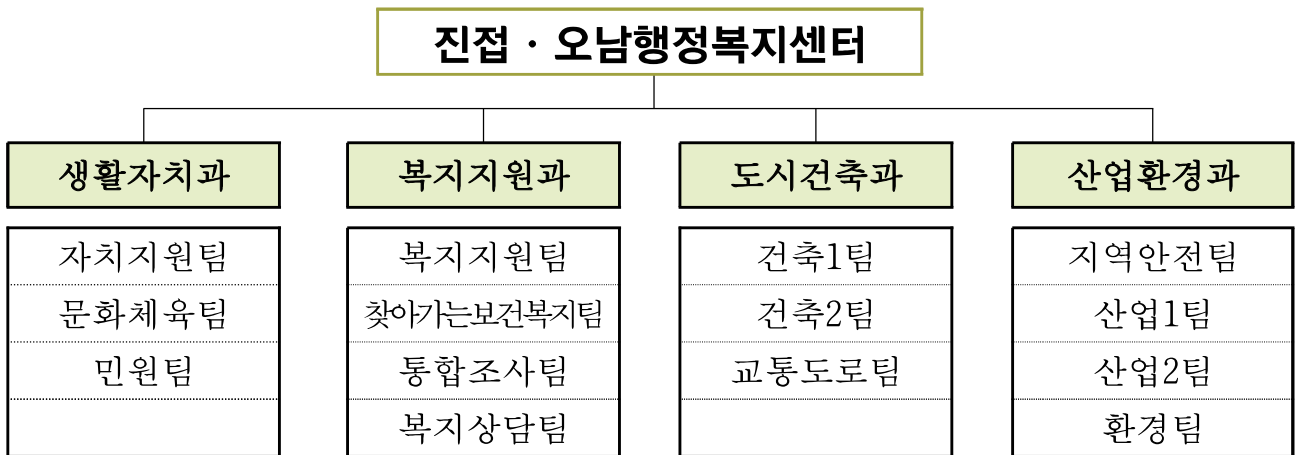 진접 · 오남행정복지센터
생활자치과
복지지원과
도시건축과
산업환경과
자치지원팀
복지지원팀
건축1팀
지역안전팀
문화체육팀
찾아가는보건복지팀
건축2팀
산업1팀
민원팀
통합조사팀
교통도로팀
산업2팀
복지상담팀
환경팀